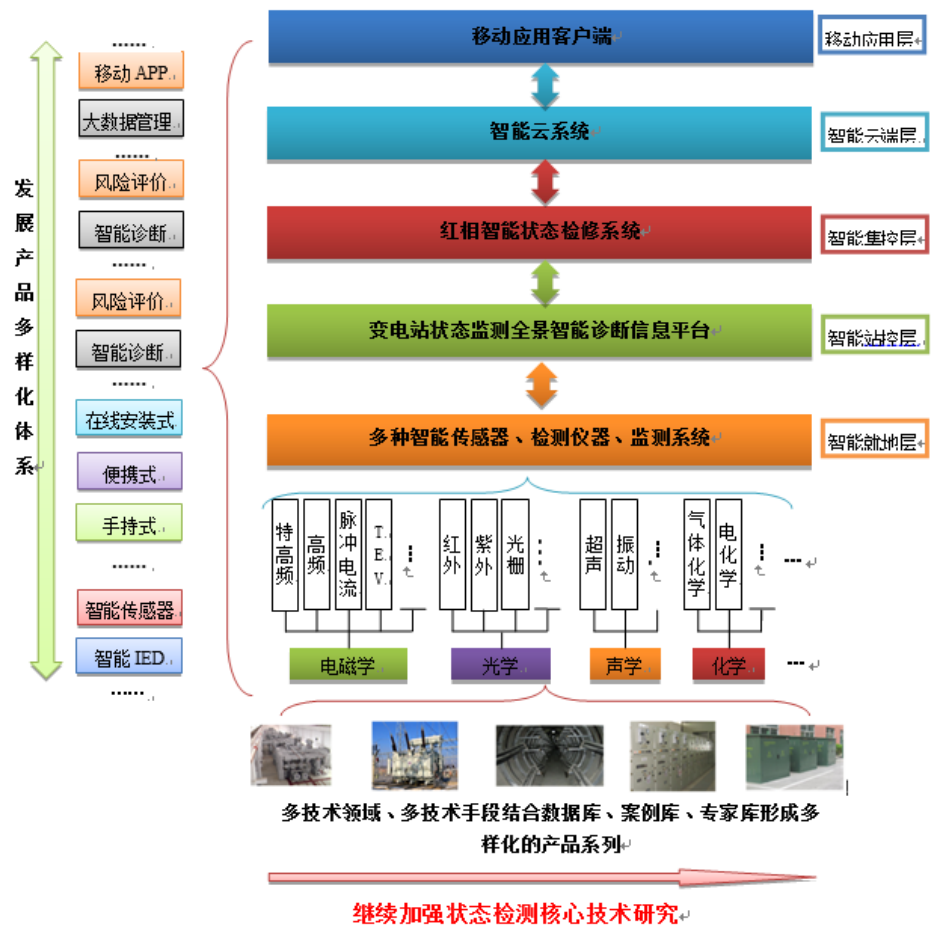 发展产品多样化体系
......
移动APP
大数据管理
......
风险评价
智能诊断
......
风险评价
智能诊断
......
在线安装式
便携式
手持式
......
智能传感器
智能IED
......
移动应用客户端
移动应用层
智能云系统
智能云端层
红相智能状态检修系统
智能集控层
变电站状态监测全景智能诊断信息平台
智能站控层
多种智能传感器、检测仪器、监测系统
智能就地层
特高频
高频
脉冲电流
T.E.V.
...
红外
紫外
光栅
...
超声
振动
...
气体化学
电化学
...
...
电磁学
光学
声学
化学
...
多技术领域、多技术手段结合数据库、案例库、专家库形成多
样化的产品系列
继续加强状态检测核心技术研究